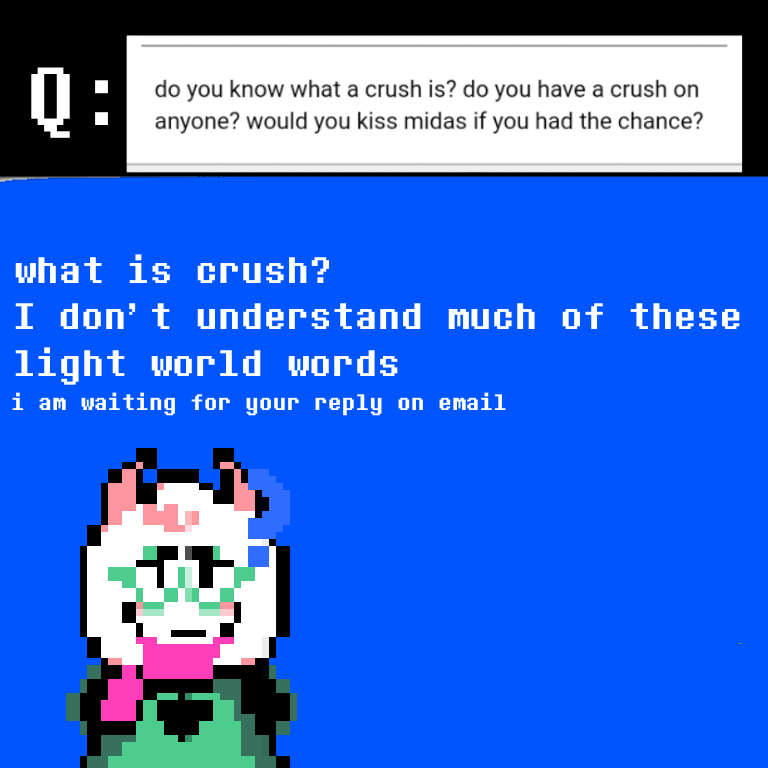 Q:
do you know what a crush is? do you have a crush on
anyone? would you kiss midas if you had the chance?
what is crush?
I don't understand much of these
light world words
i am waiting for your reply on email